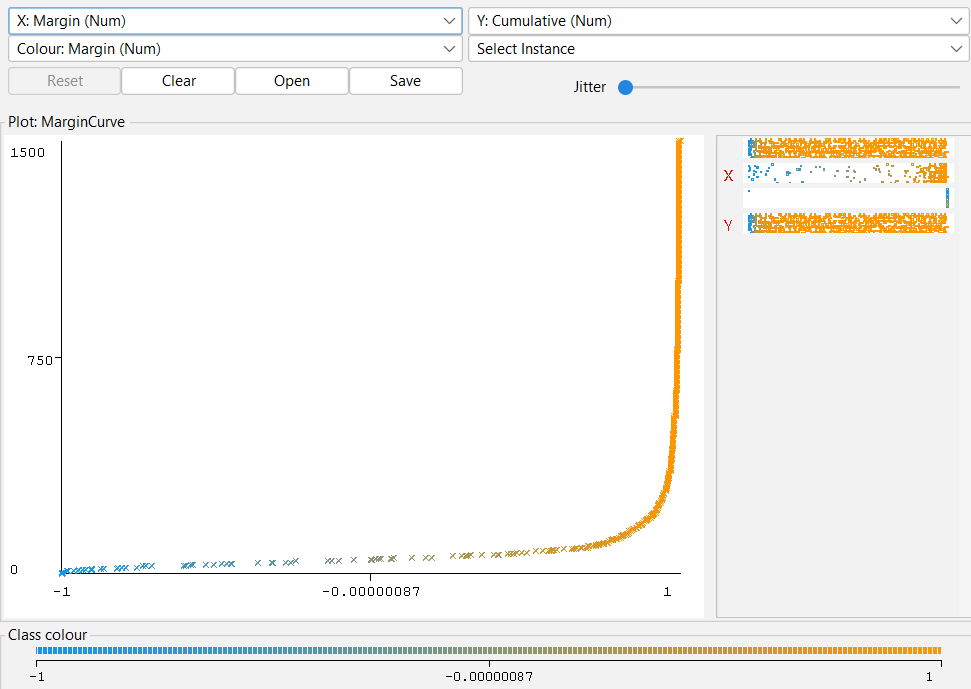 X: Margin (Num) Y: Cumulative (Num)
Colour: Margin (Num) Select Instance
Reset Clear Open Save Jitter
Plot: MarginCurve
1500
X
Y
750
0
-1 -0.00000087 1
Class colour
-1 -0.00000087 1